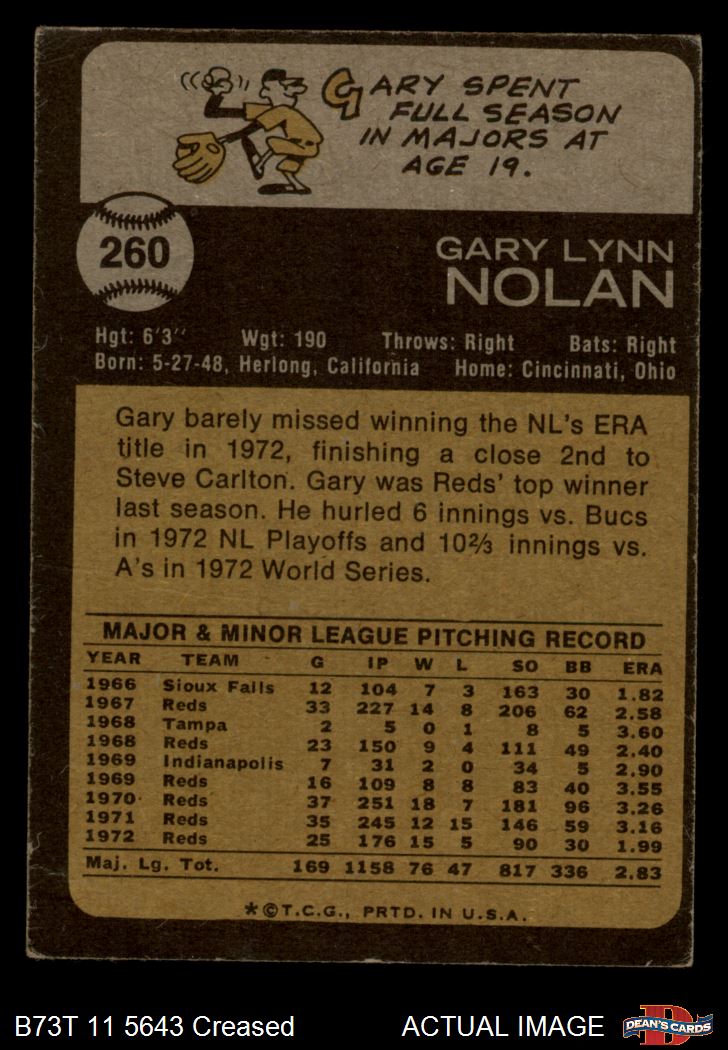 GARY SPENT
FULL SEASON
IN MAJORS AT
AGE 19.
260
GARY LYNN
NOLAN
Hgt: 6'3" Wgt: 190 Throws: Right Bats: Right
Born: 5-27-48, Herlong, California Home: Cincinnati, Ohio
Gary barely missed winning the NL's ERA
title in 1972, finishing a close 2nd to
Steve Carlton. Gary was Reds' top winner
last season. He hurled 6 innings vs. Bucs
in 1972 NL Playoffs and 10⅔ innings vs.
A's in 1972 World Series.
MAJOR & MINOR LEAGUE PITCHING RECORD
YEAR TEAM G IP W L SO BB ERA
1966 Sioux Falls 12 104 7 3 163 30 1.82
1967 Reds 33 227 14 8 206 62 2.58
1968 Tampa 2 5 0 1 8 5 3.60
1968 Reds 23 150 9 4 111 49 2.40
1969 Indianapolis 7 31 2 0 34 5 2.90
1969 Reds 16 109 8 8 83 40 3.55
1970 Reds 37 251 18 7 181 96 3.26
1971 Reds 35 245 12 15 146 59 3.16
1972 Reds 25 176 15 5 90 30 1.99
Maj. Lg. Tot. 169 1158 76 47 817 336 2.83
*©T.C.G., PRTD. IN U.S.A.
B73T 11 5643 Creased ACTUAL IMAGE
D
DEAN'S CARDS